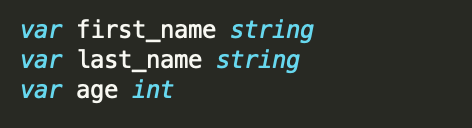 var first_name string
var last_name string
var age int